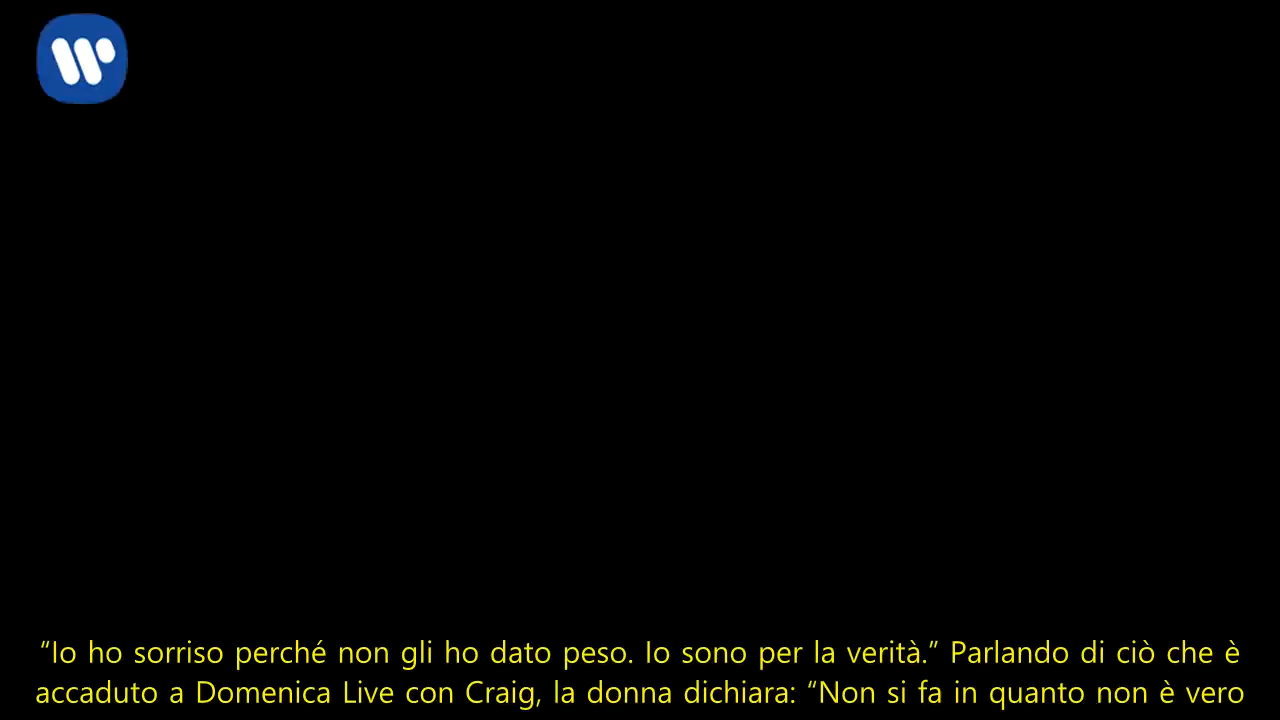 “Io ho sorriso perché non gli ho dato peso. Io sono per la verità.” Parlando di ciò che è
accaduto a Domenica Live con Craig, la donna dichiara: “Non si fa in quanto non è vero